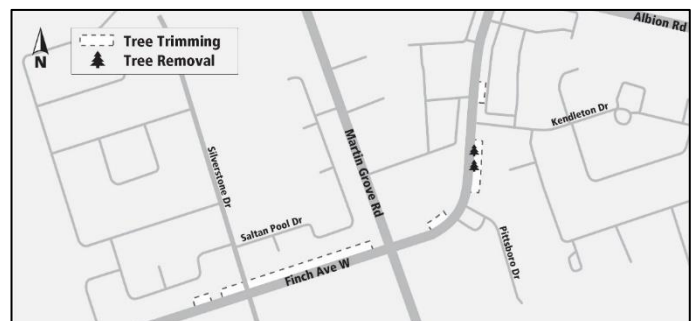 Albion Rd
Tree Trimming
Tree Removal
N
Kendleton Dr
Martin Grove Rd
Silverstone Dr
Saltan Pool Dr
Pittsboro Dr
Finch Ave W